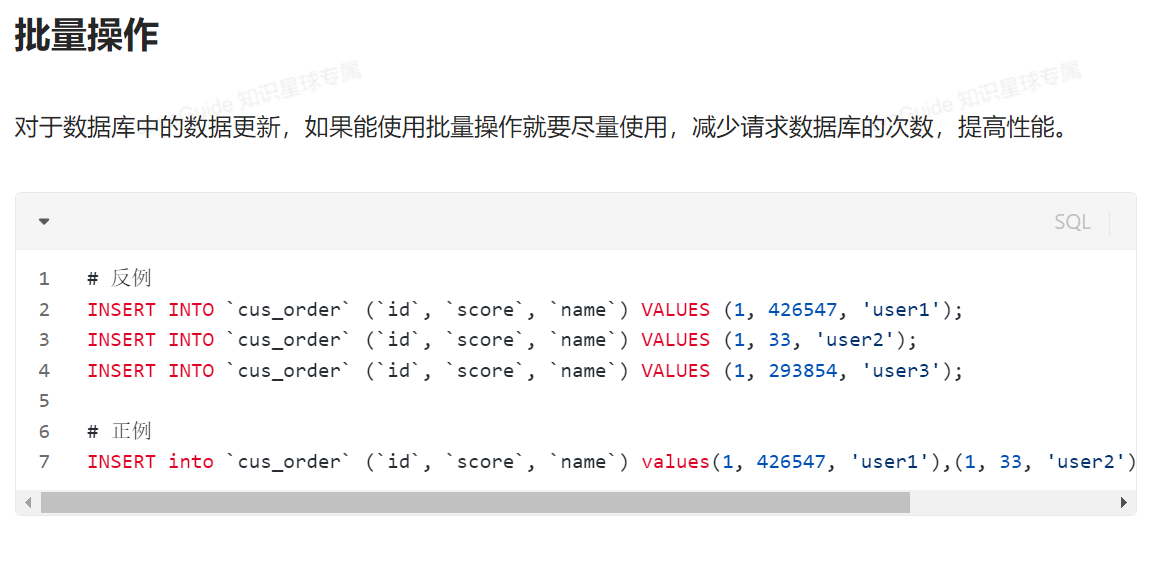 批量操作
Guide 知识星球专属
Guide 知识星球专属
对于数据库中的数据更新，如果能使用批量操作就要尽量使用，减少请求数据库的次数，提高性能。
SQL
1 # 反例
2 INSERT INTO `cus_order` (`id`, `score`, `name`) VALUES (1, 426547, 'user1');
3 INSERT INTO `cus_order` (`id`, `score`, `name`) VALUES (1, 33, 'user2');
4 INSERT INTO `cus_order` (`id`, `score`, `name`) VALUES (1, 293854, 'user3');
5
6 # 正例
7 INSERT into `cus_order` (`id`, `score`, `name`) values(1, 426547, 'user1'),(1, 33, 'user2')